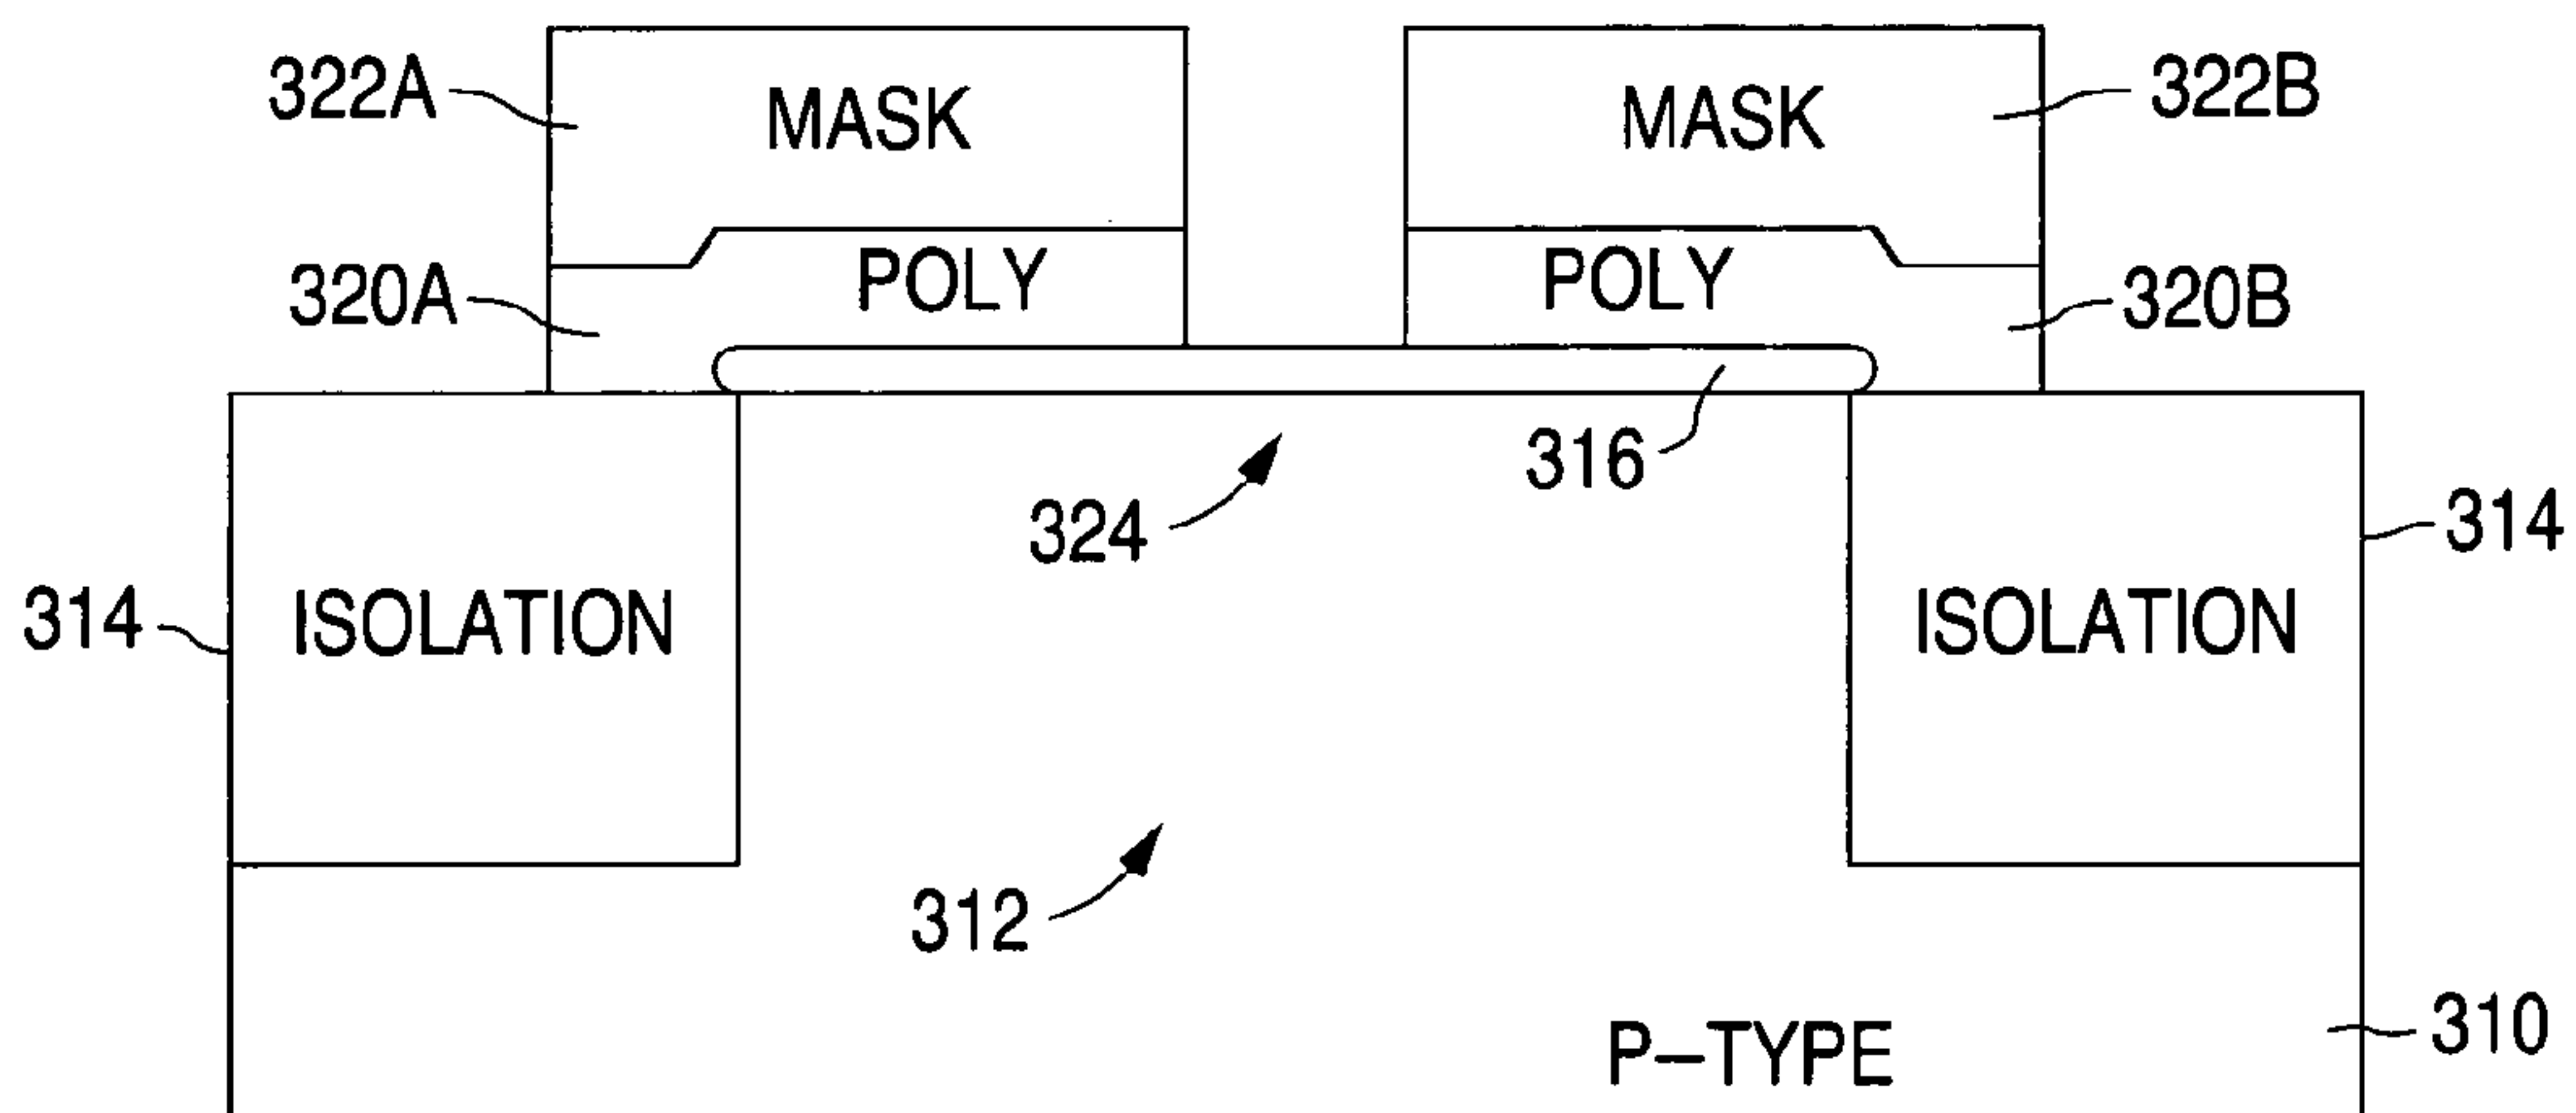 322A
MASK
MASK
322B
320A
POLY
POLY
320B
316
324
314
314
ISOLATION
ISOLATION
312
310
P–TYPE